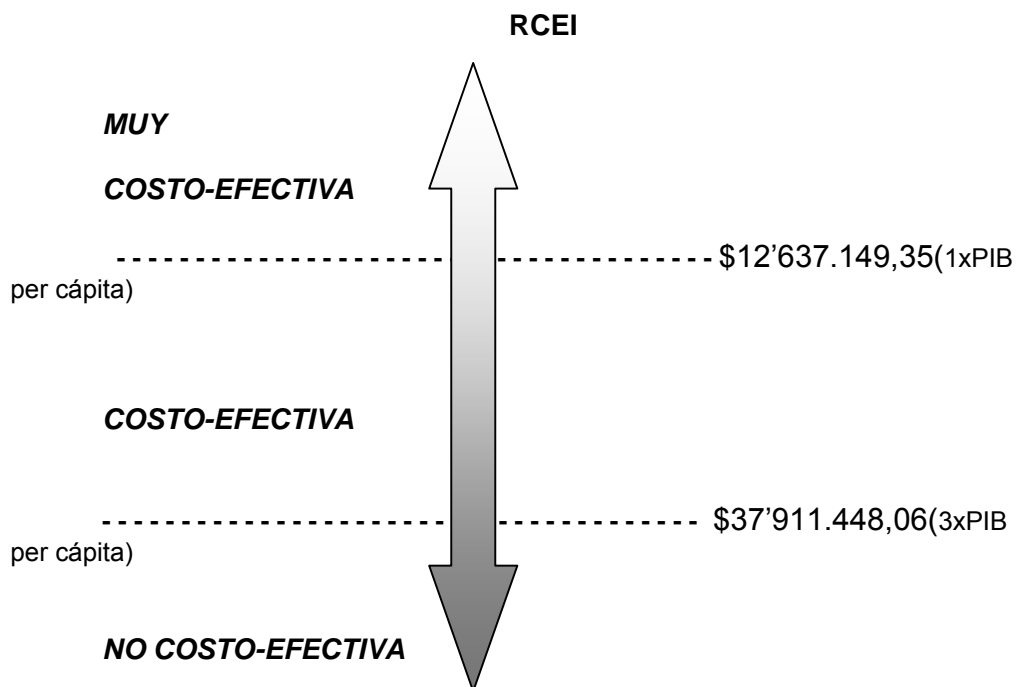 RCEI
MUY
COSTO-EFECTIVA
$12’637.149,35(1xPIB
per cápita)
COSTO-EFECTIVA
$37’911.448,06(3xPIB
per cápita)
NO COSTO-EFECTIVA